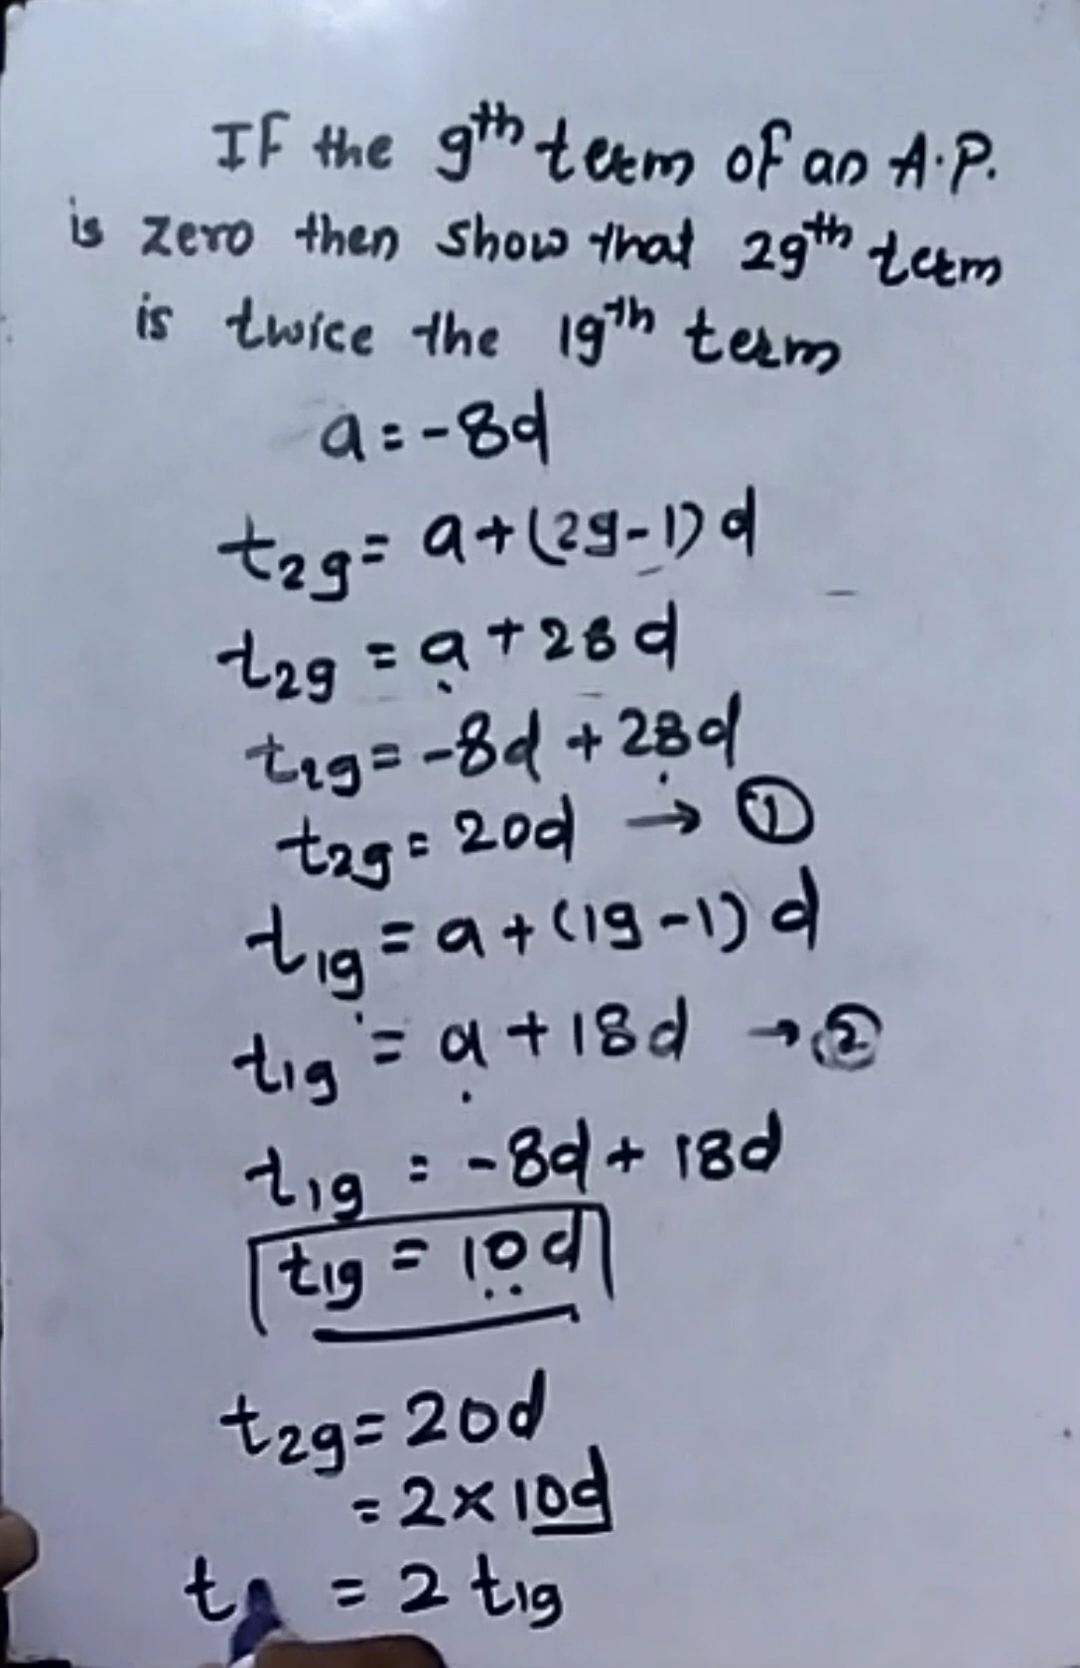 If the 9th term of an A.P.
is zero then show that 29th term
is twice the 19th term
a = -8d
t29 = a + (29-1) d
t29 = a + 28d
t29 = -8d + 28d
t29 = 20d → ①
t19 = a + (19-1) d
t19 = a + 18d → ②
t19 = -8d + 18d
t19 = 10d
t29 = 20d
= 2 × 10d
t = 2 t19